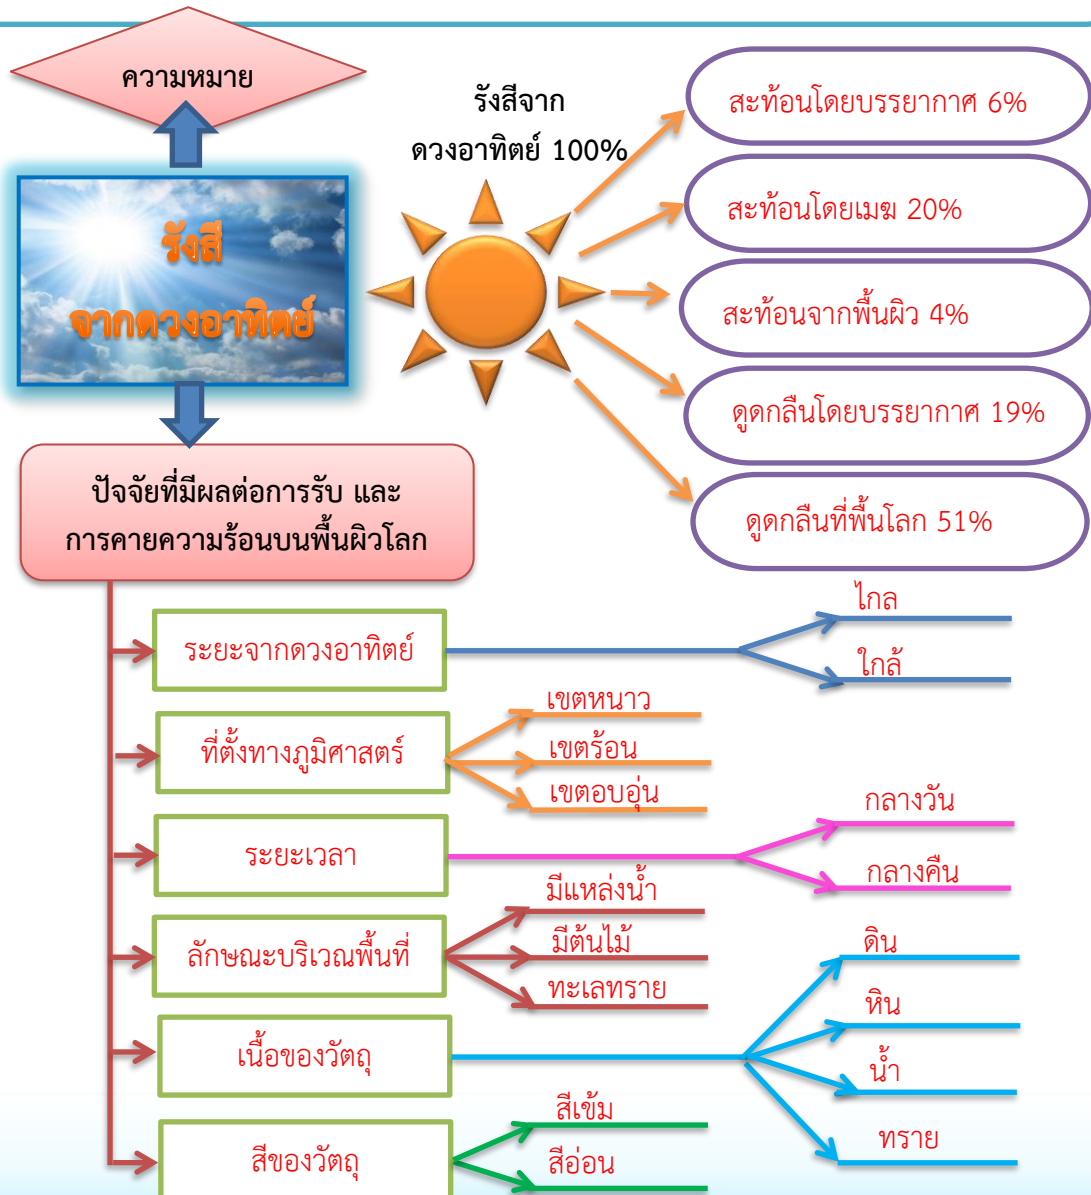 ความหมาย
รังสีจาก
ดวงอาทิตย์ 100%
สะท้อนโดยบรรยากาศ 6%
สะท้อนโดยเมฆ 20%
สะท้อนจากพื้นผิว 4%
ดูดกลืนโดยบรรยากาศ 19%
ดูดกลืนที่พื้นโลก 51%
รังสี
จากดวงอาทิตย์
ปัจจัยที่มีผลต่อการรับ และ
การคายความร้อนบนพื้นผิวโลก
ระยะจากดวงอาทิตย์
ไกล
ใกล้
ที่ตั้งทางภูมิศาสตร์
เขตหนาว
เขตร้อน
เขตอบอุ่น
ระยะเวลา
กลางวัน
กลางคืน
ลักษณะบริเวณพื้นที่
มีแหล่งน้ำ
มีต้นไม้
ทะเลทราย
เนื้อของวัตถุ
ดิน
หิน
น้ำ
ทราย
สีของวัตถุ
สีเข้ม
สีอ่อน